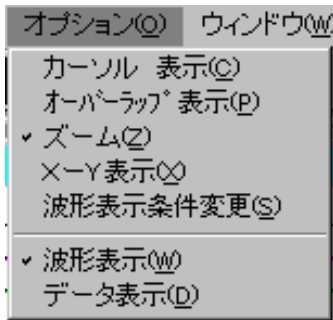 オプション(O) ウィンドウ(W
カーソル 表示(C)
オーバーラップ表示(P)
✓ ズーム(Z)
X－Y表示(X)
波形表示条件変更(S)
✓ 波形表示(W)
データ表示(D)